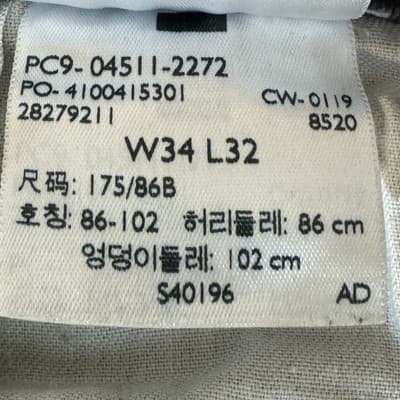 PC9- 04511-2272
PO- 4100415301 CW-0119
28279211 8520
W34 L32
尺码: 175/86B
호칭: 86-102 허리둘레: 86 cm
엉덩이둘레: 102 cm
S40196 AD